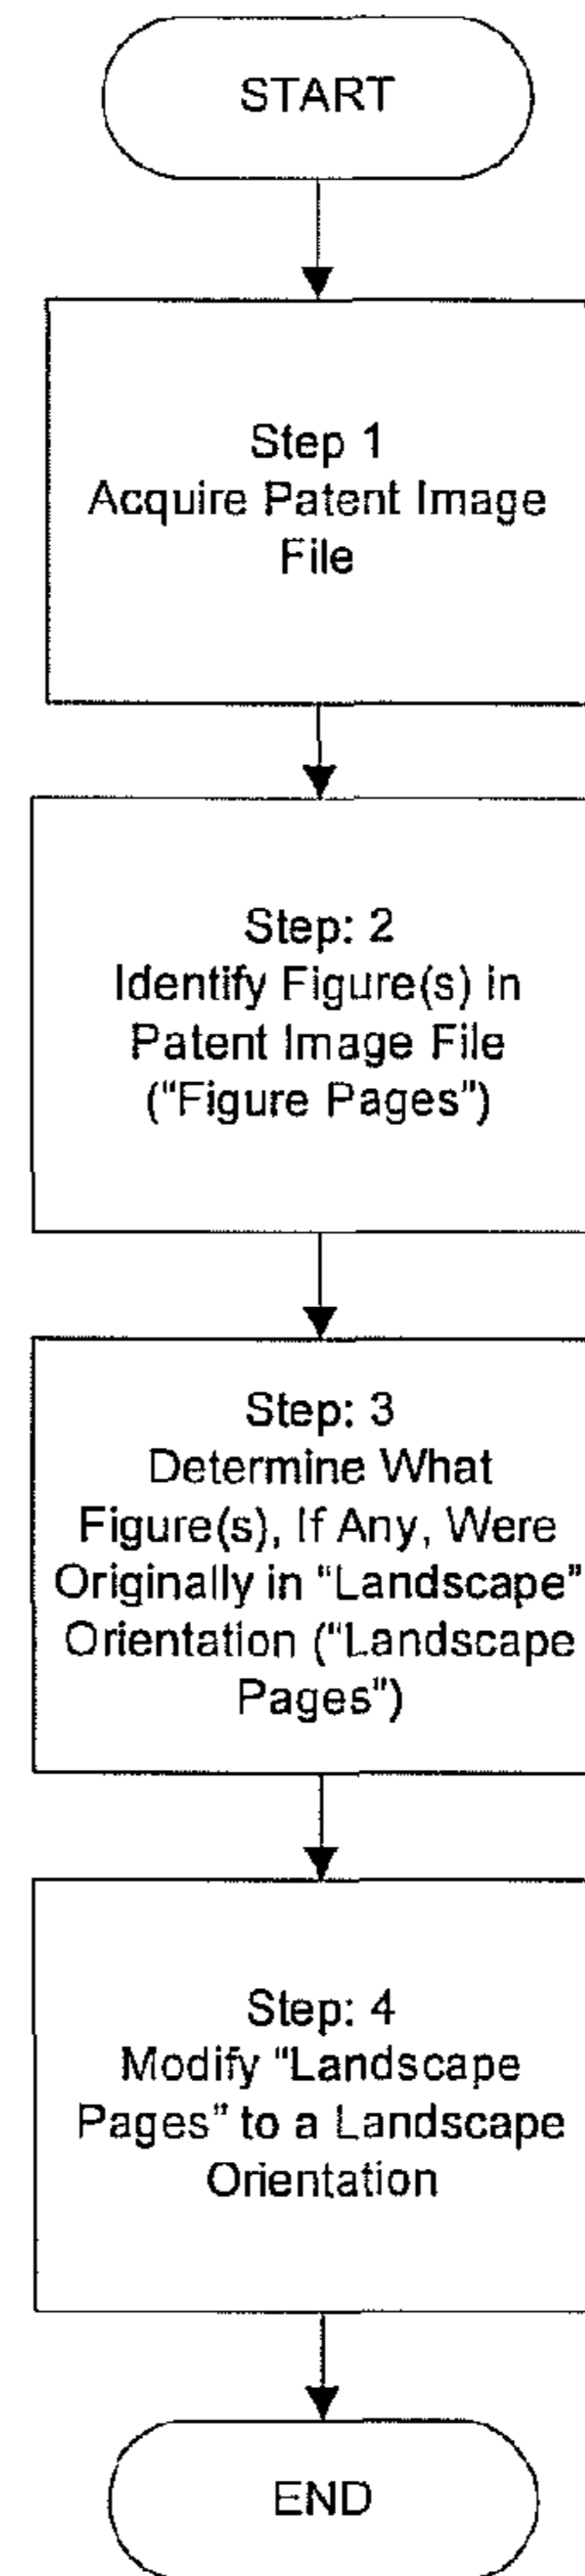 START
Step 1
Acquire Patent Image
File
Step: 2
Identify Figure(s) in
Patent Image File
("Figure Pages")
Step: 3
Determine What
Figure(s), If Any, Were
Originally in "Landscape"
Orientation ("Landscape
Pages")
Step: 4
Modify "Landscape
Pages" to a Landscape
Orientation
END